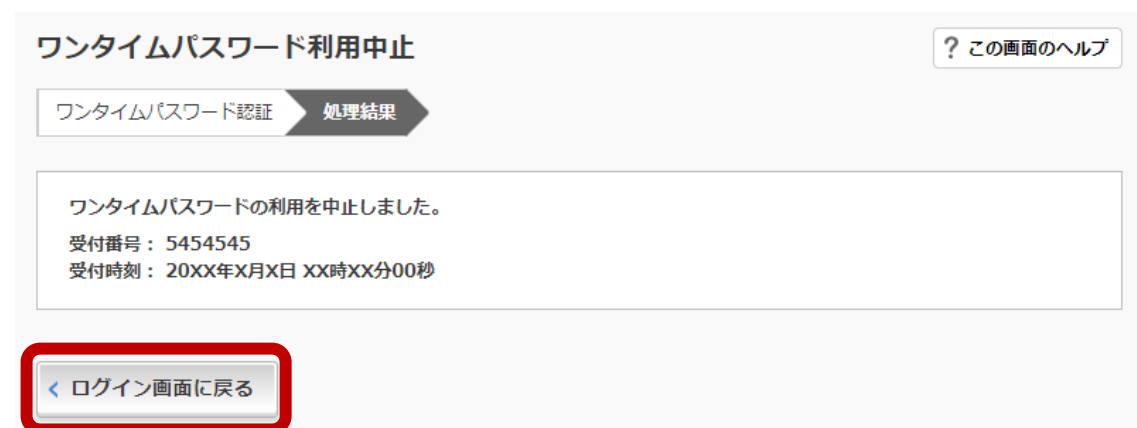 ワンタイムパスワード利用中止
? この画面のヘルプ
ワンタイムパスワード認証
処理結果
ワンタイムパスワードの利用を中止しました。
受付番号： 5454545
受付時刻： 20XX年X月X日 XX時XX分00秒
ログイン画面に戻る